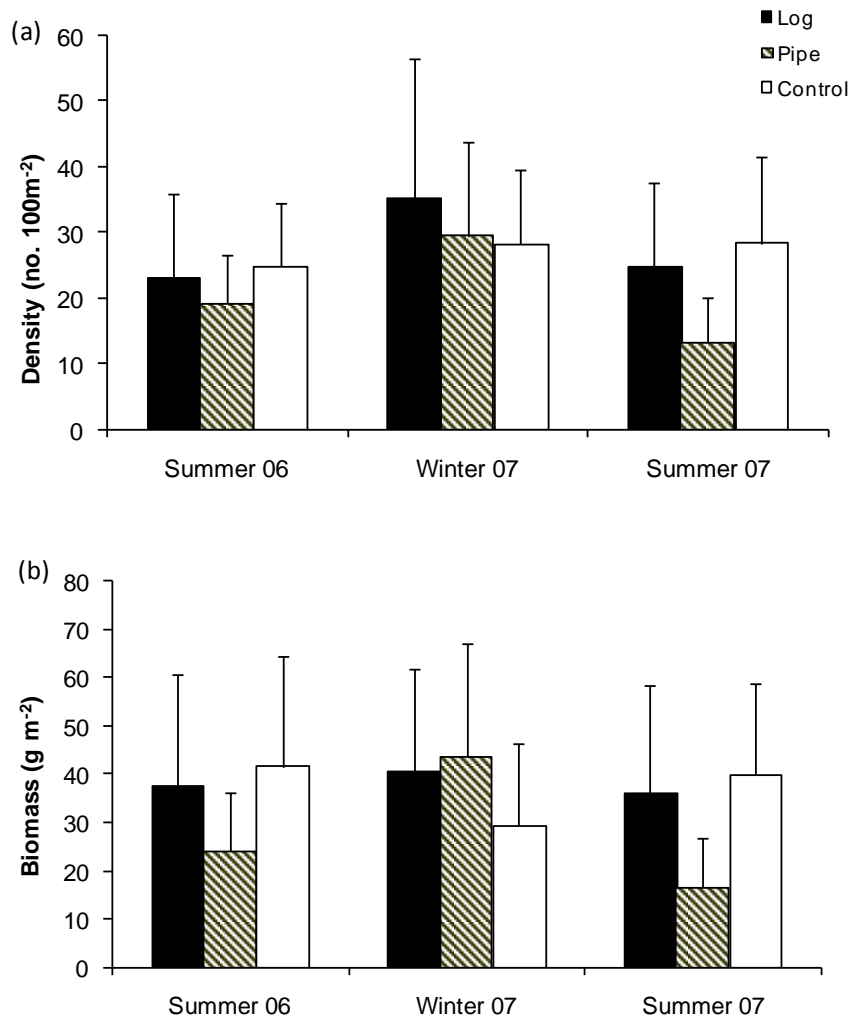 (a)
Log
Pipe
Control
Density (no. 100m-2)
60
50
40
30
20
10
0
Summer 06 Winter 07 Summer 07
(b)
Biomass (g m-2)
80
70
60
50
40
30
20
10
0
Summer 06 Winter 07 Summer 07